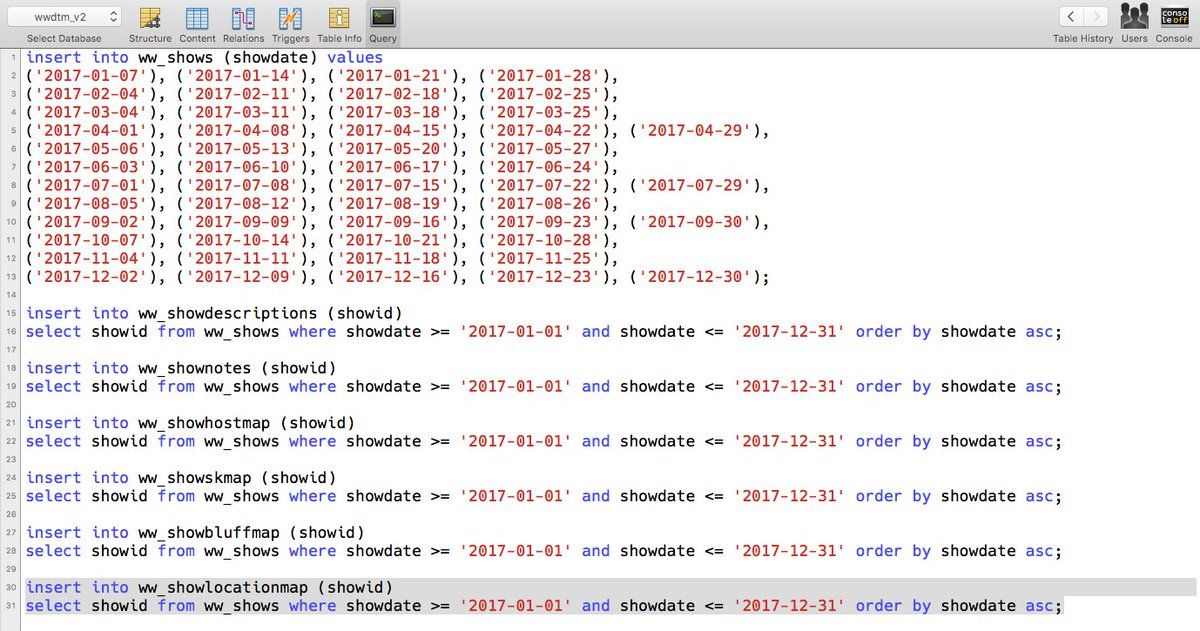 wwdtm_v2
Select Database Structure Content Relations Triggers Table Info Query Table History Users Console
conso
le off
1 insert into ww_shows (showdate) values
2 ('2017-01-07'), ('2017-01-14'), ('2017-01-21'), ('2017-01-28'),
3 ('2017-02-04'), ('2017-02-11'), ('2017-02-18'), ('2017-02-25'),
4 ('2017-03-04'), ('2017-03-11'), ('2017-03-18'), ('2017-03-25'),
5 ('2017-04-01'), ('2017-04-08'), ('2017-04-15'), ('2017-04-22'), ('2017-04-29'),
6 ('2017-05-06'), ('2017-05-13'), ('2017-05-20'), ('2017-05-27'),
7 ('2017-06-03'), ('2017-06-10'), ('2017-06-17'), ('2017-06-24'),
8 ('2017-07-01'), ('2017-07-08'), ('2017-07-15'), ('2017-07-22'), ('2017-07-29'),
9 ('2017-08-05'), ('2017-08-12'), ('2017-08-19'), ('2017-08-26'),
10 ('2017-09-02'), ('2017-09-09'), ('2017-09-16'), ('2017-09-23'), ('2017-09-30'),
11 ('2017-10-07'), ('2017-10-14'), ('2017-10-21'), ('2017-10-28'),
12 ('2017-11-04'), ('2017-11-11'), ('2017-11-18'), ('2017-11-25'),
13 ('2017-12-02'), ('2017-12-09'), ('2017-12-16'), ('2017-12-23'), ('2017-12-30');
14
15 insert into ww_showdescriptions (showid)
16 select showid from ww_shows where showdate >= '2017-01-01' and showdate <= '2017-12-31' order by showdate asc;
17
18 insert into ww_shownotes (showid)
19 select showid from ww_shows where showdate >= '2017-01-01' and showdate <= '2017-12-31' order by showdate asc;
20
21 insert into ww_showhostmap (showid)
22 select showid from ww_shows where showdate >= '2017-01-01' and showdate <= '2017-12-31' order by showdate asc;
23
24 insert into ww_showskmap (showid)
25 select showid from ww_shows where showdate >= '2017-01-01' and showdate <= '2017-12-31' order by showdate asc;
26
27 insert into ww_showbluffmap (showid)
28 select showid from ww_shows where showdate >= '2017-01-01' and showdate <= '2017-12-31' order by showdate asc;
29
30 insert into ww_showlocationmap (showid)
31 select showid from ww_shows where showdate >= '2017-01-01' and showdate <= '2017-12-31' order by showdate asc;